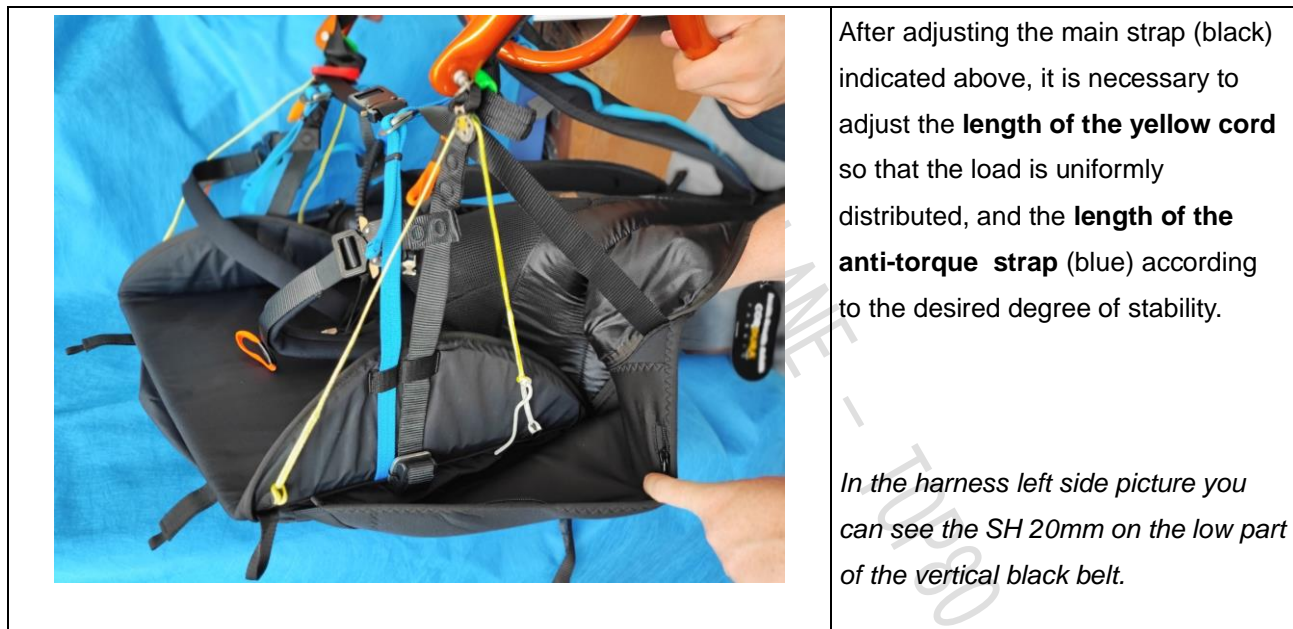 After adjusting the main strap (black)
indicated above, it is necessary to
adjust the length of the yellow cord
so that the load is uniformly
distributed, and the length of the
anti-torque  strap (blue) according
to the desired degree of stability.
In the harness left side picture you
can see the SH 20mm on the low part
of the vertical black belt.
ANE - TOP80